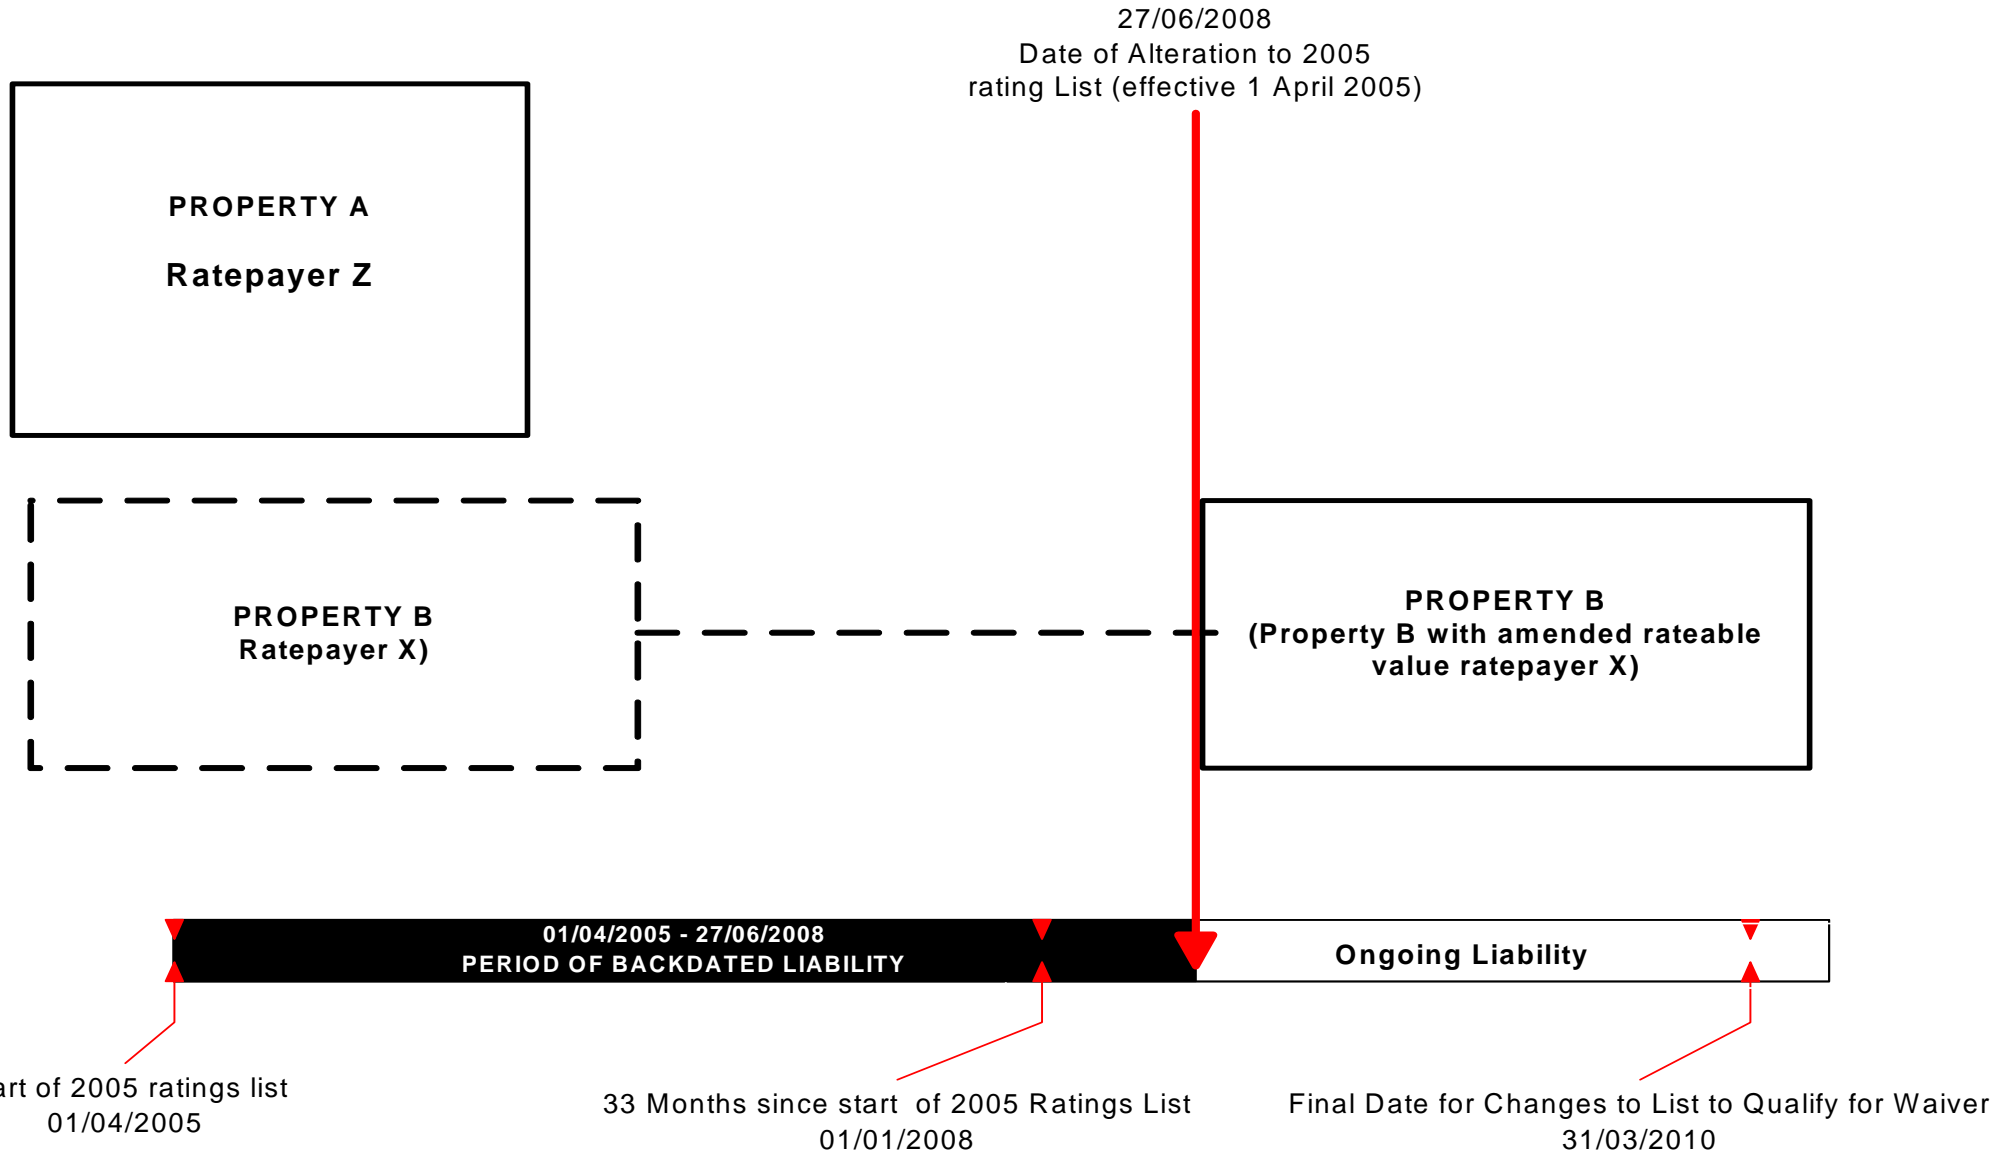 27/06/2008
Date of Alteration to 2005
rating List (effective 1 April 2005)
PROPERTY A
Ratepayer Z
PROPERTY B
Ratepayer X)
PROPERTY B
(Property B with amended rateable
value ratepayer X)
01/04/2005 - 27/06/2008
PERIOD OF BACKDATED LIABILITY
Ongoing Liability
art of 2005 ratings list
01/04/2005
33 Months since start of 2005 Ratings List
01/01/2008
Final Date for Changes to List to Qualify for Waiver
31/03/2010